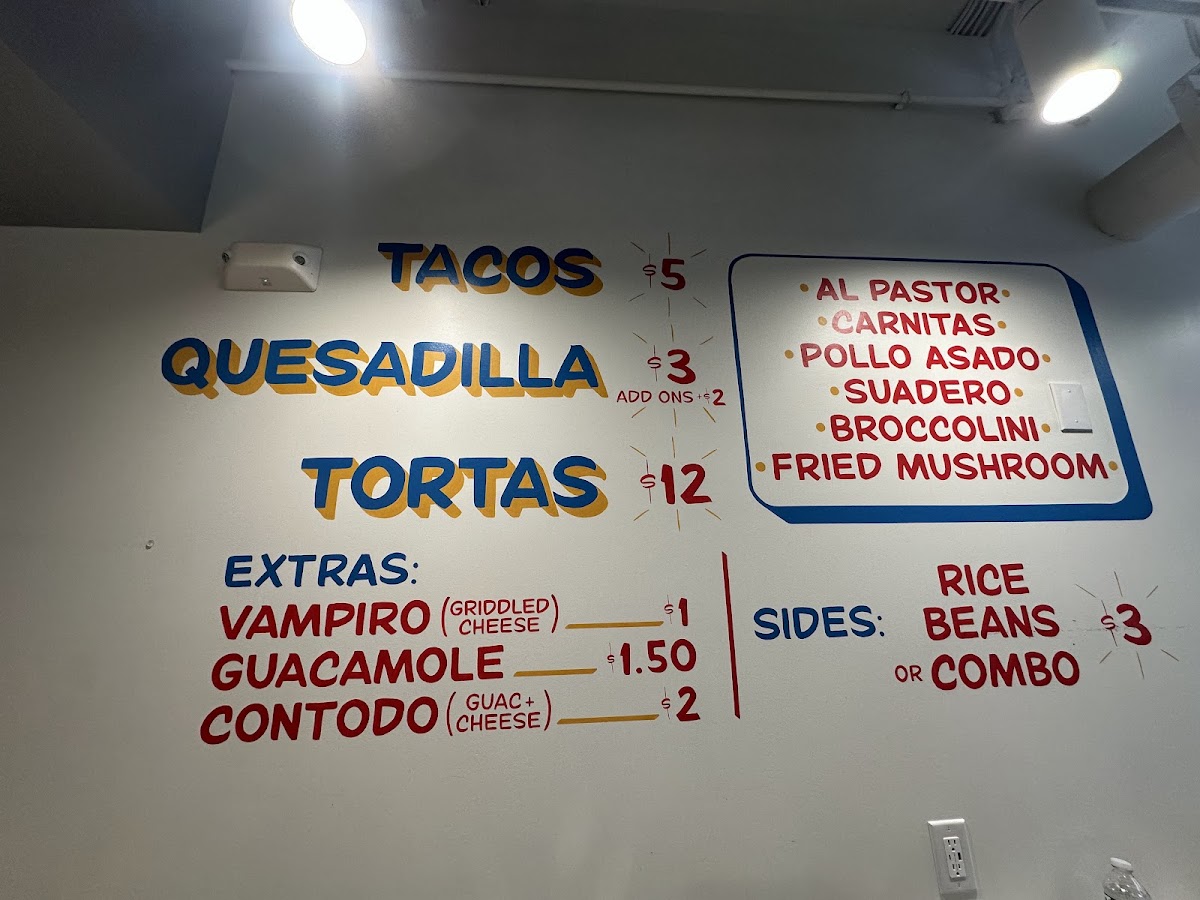 TACOS $5
QUESADILLA $3
ADD ONS +$2
TORTAS $12
•AL PASTOR•
•CARNITAS•
•POLLO ASADO•
•SUADERO•
•BROCCOLINI•
•FRIED MUSHROOM•
EXTRAS:
VAMPIRO (GRIDDLED CHEESE) $1
GUACAMOLE $1.50
CONTODO (GUAC + CHEESE) $2
SIDES:
RICE
BEANS $3
OR COMBO